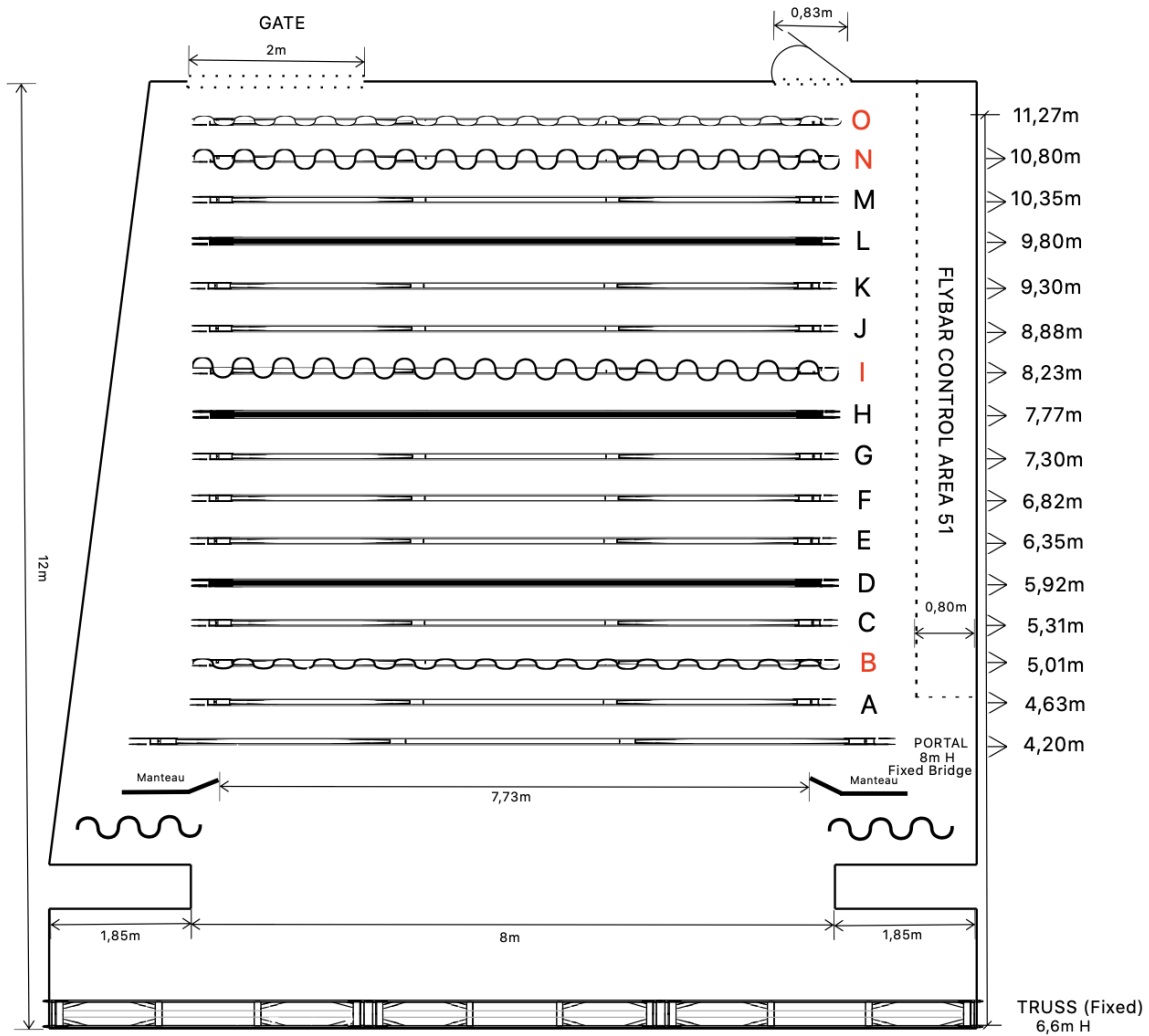 GATE
2m
0,83m
O 11,27m
N 10,80m
M 10,35m
L 9,80m
K 9,30m
J 8,88m
I 8,23m
H 7,77m
G 7,30m
F 6,82m
E 6,35m
D 5,92m
C 5,31m
B 5,01m
A 4,63m
4,20m
FLYBAR CONTROL AREA 51
0,80m
12m
PORTAL
8m H
Fixed Bridge
Manteau
Manteau
7,73m
1,85m
8m
1,85m
TRUSS (Fixed)
6,6m H